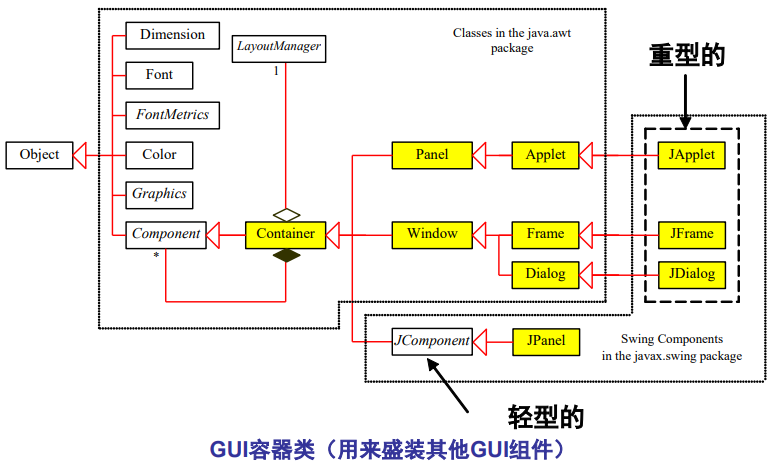 Dimension
LayoutManager
Classes in the java.awt
package
重型的
1
Font
FontMetrics
Object
Color
Panel
Applet
JApplet
Graphics
Component
Container
Window
Frame
JFrame
*
Dialog
JDialog
JComponent
JPanel
Swing Components
in the javax.swing package
轻型的
GUI容器类（用来盛装其他GUI组件）